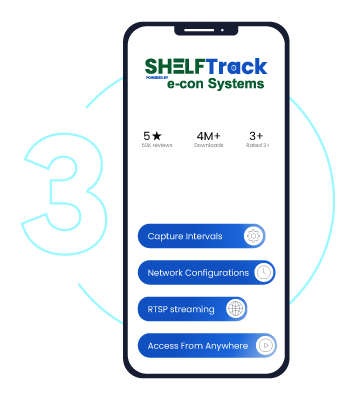 3
SHELFTrack
POWERED BY
e-con Systems
5★ 4M+ 3+
50K reviews Downloads Rated 3+
Capture Intervals
Network Configurations
RTSP streaming
Access From Anywhere